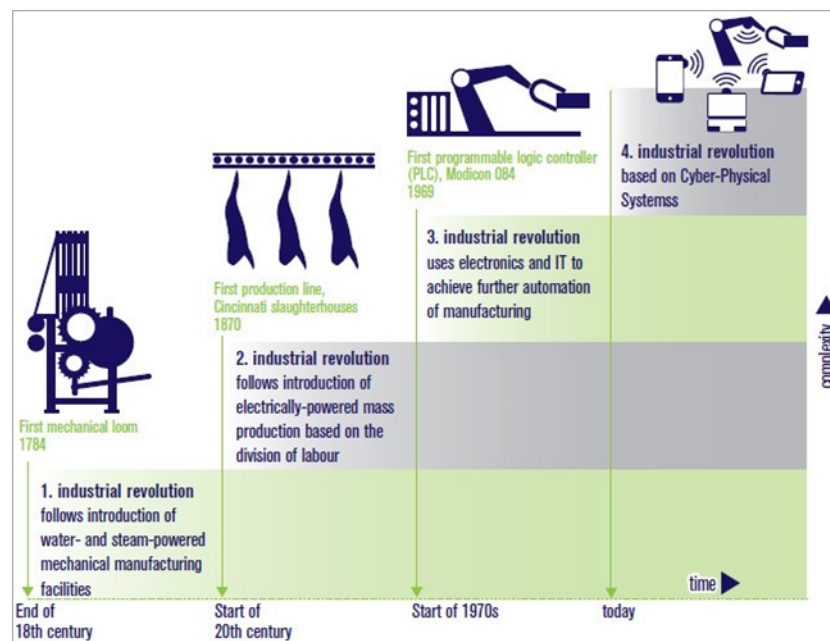 First mechanical loom
1784
1. industrial revolution
follows introduction of
water- and steam-powered
mechanical manufacturing
facilities
End of
18th century
First production line,
Cincinnati slaughterhouses
1870
2. industrial revolution
follows introduction of
electrically-powered mass
production based on the
division of labour
Start of
20th century
First programmable logic controller
(PLC), Modicon 084
1969
3. industrial revolution
uses electronics and IT to
achieve further automation
of manufacturing
Start of 1970s
4. industrial revolution
based on Cyber-Physical
Systemss
today
time
complexity